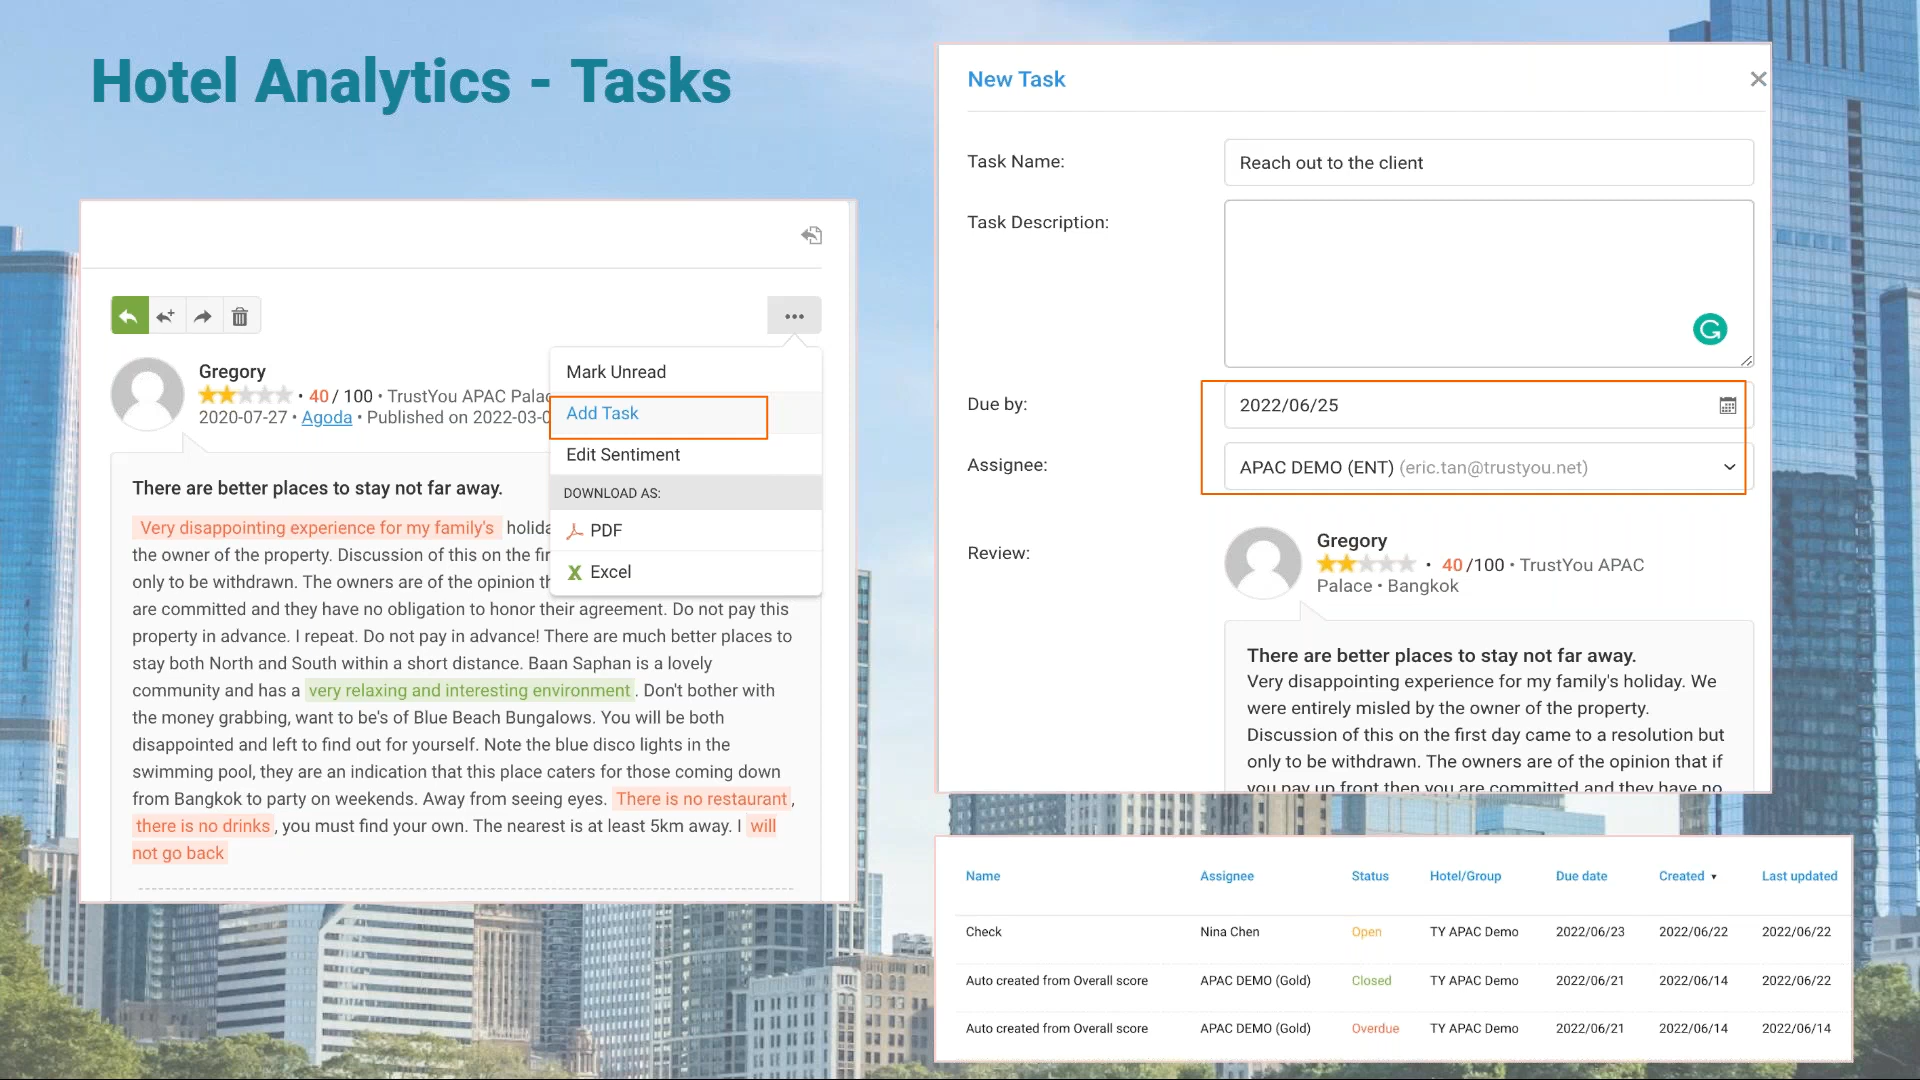 Hotel Analytics - Tasks
Gregory
• 40 / 100 • TrustYou APAC
2020-07-27 • Agoda • Published on
Mark Unread
Add Task
Edit Sentiment
DOWNLOAD AS:
PDF
Excel
There are better places to stay not far away.
Very disappointing experience for my family's
the owner of the property. Discussion of this on the
only to be withdrawn. The owners are of the opinion
are committed and they have no obligation to honor their agreement. Do not pay this
property in advance. I repeat. Do not pay in advance! There are much better places to
stay both North and South within a short distance. Baan Saphan is a lovely
community and has a very relaxing and interesting environment . Don't bother with
the money grabbing, want to be's of Blue Beach Bungalows. You will be both
disappointed and left to find out for yourself. Note the blue disco lights in the
swimming pool, they are an indication that this place caters for those coming down
from Bangkok to party on weekends. Away from seeing eyes. There is no restaurant ,
there is no drinks , you must find your own. The nearest is at least 5km away. I will
not go back
New Task
Task Name:
Reach out to the client
Task Description:
Due by:
2022/06/25
Assignee:
APAC DEMO (ENT) (eric.tan@trustyou.net)
Review:
Gregory
• 40 /100 • TrustYou APAC
Palace • Bangkok
There are better places to stay not far away.
Very disappointing experience for my family's holiday. We
were entirely misled by the owner of the property.
Discussion of this on the first day came to a resolution but
only to be withdrawn. The owners are of the opinion that if
you pay up front then you are committed and they have no
Name Assignee Status Hotel/Group Due date Created Last updated
Check Nina Chen Open TY APAC Demo 2022/06/23 2022/06/22 2022/06/22
Auto created from Overall score APAC DEMO (Gold) Closed TY APAC Demo 2022/06/21 2022/06/14 2022/06/22
Auto created from Overall score APAC DEMO (Gold) Overdue TY APAC Demo 2022/06/21 2022/06/14 2022/06/14